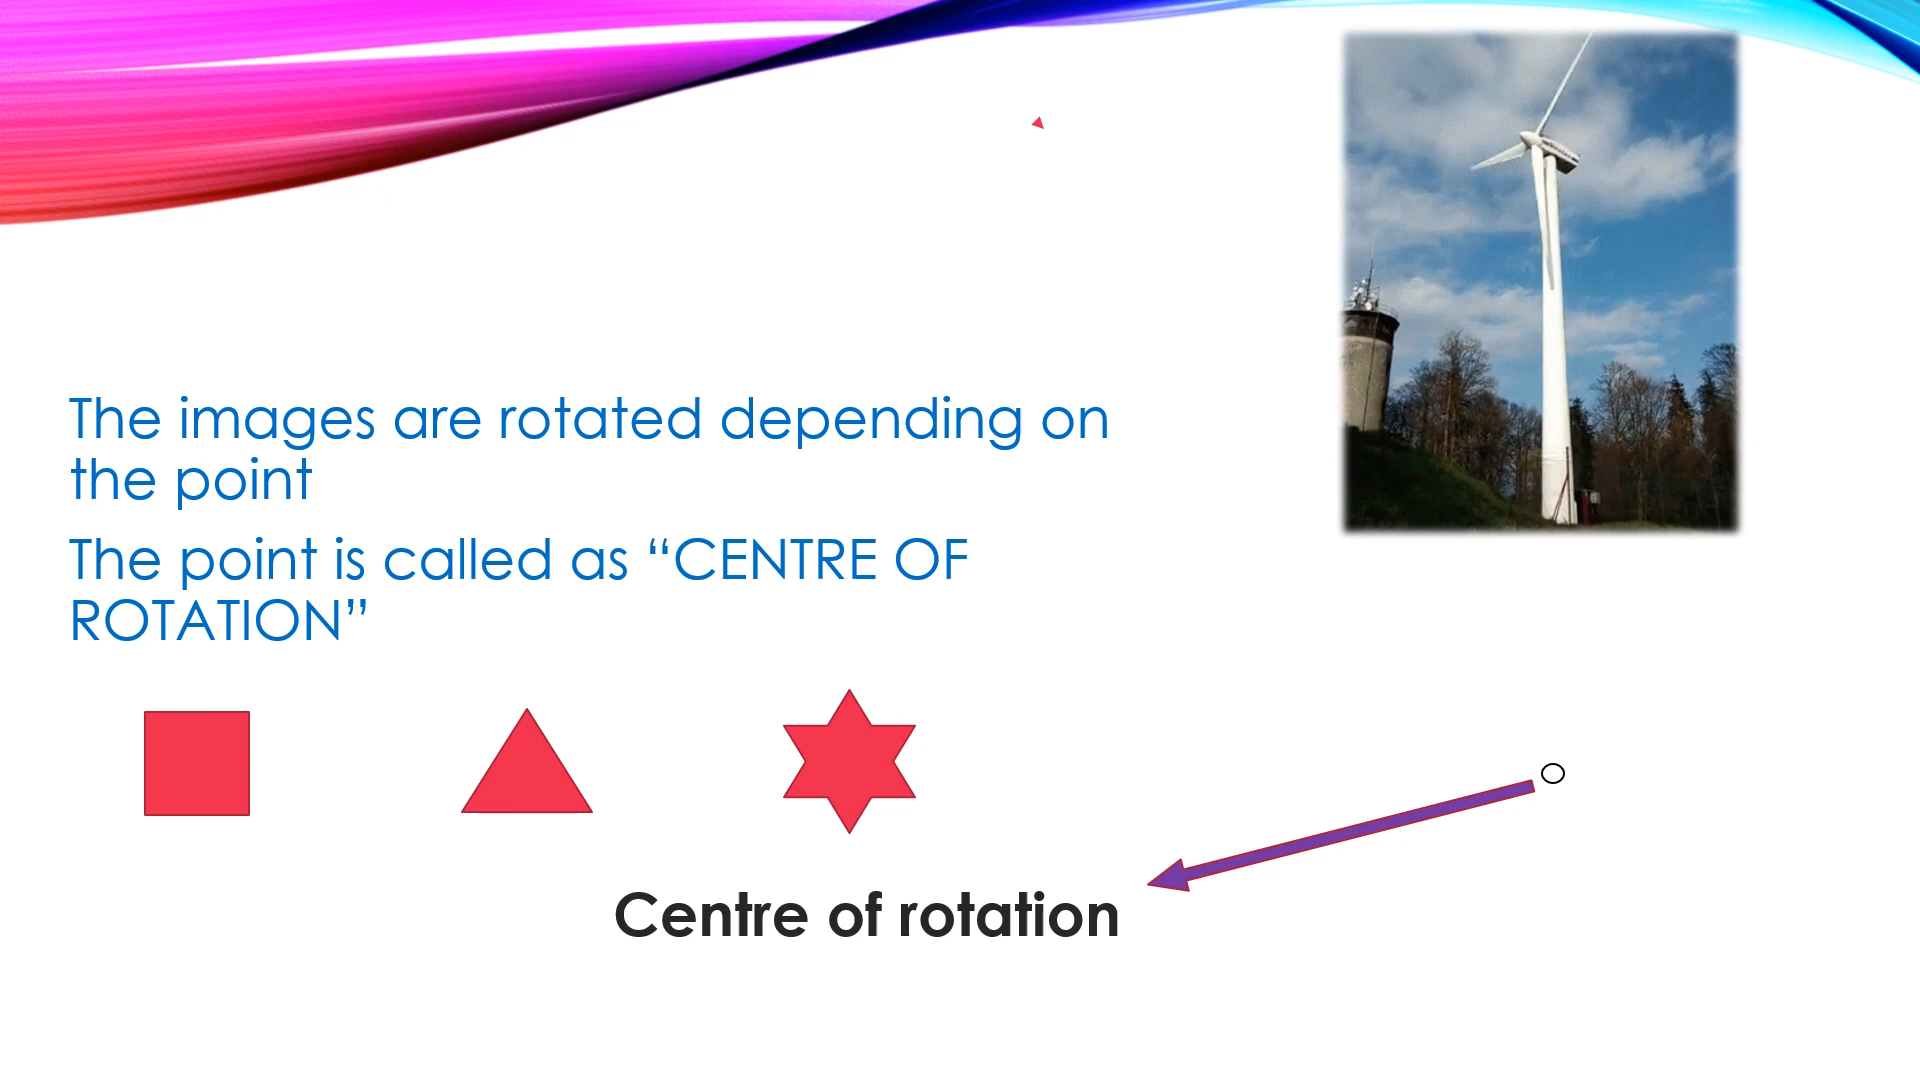 The images are rotated depending on
the point
The point is called as “CENTRE OF
ROTATION”
Centre of rotation